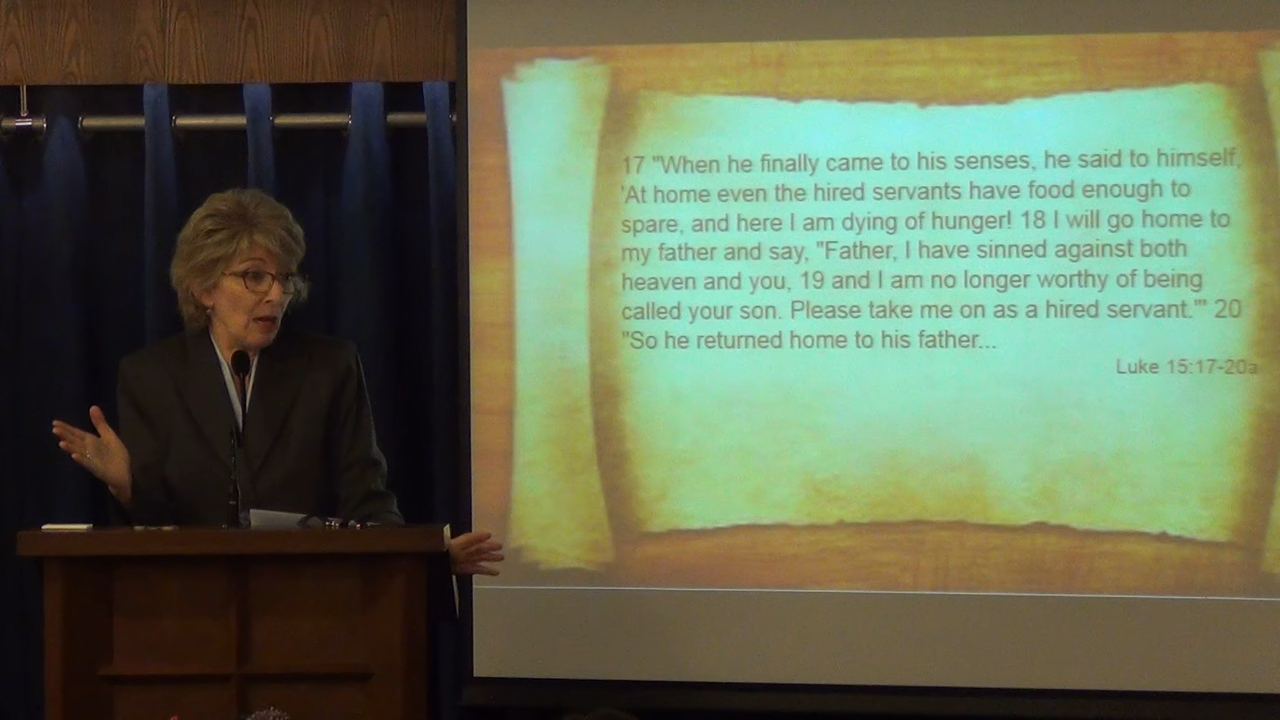 17 "When he finally came to his senses, he said to himself,
'At home even the hired servants have food enough to
spare, and here I am dying of hunger! 18 I will go home to
my father and say, "Father, I have sinned against both
heaven and you, 19 and I am no longer worthy of being
called your son. Please take me on as a hired servant."' 20
"So he returned home to his father...
Luke 15:17-20a